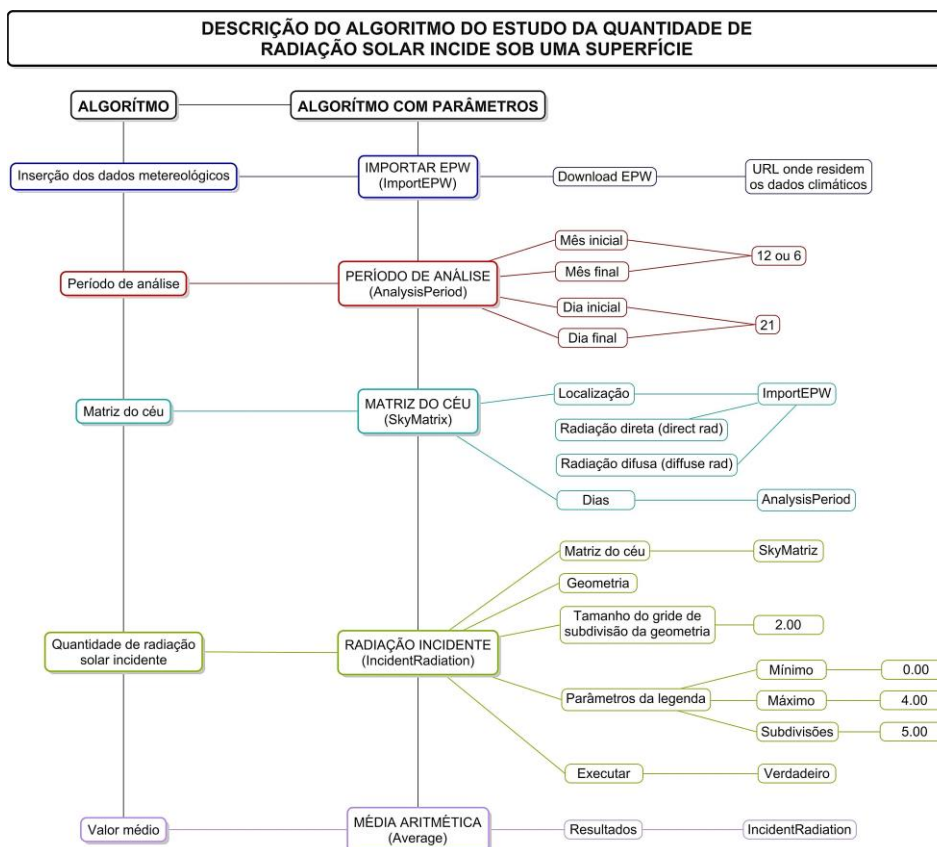 DESCRIÇÃO DO ALGORITMO DO ESTUDO DA QUANTIDADE DE
RADIAÇÃO SOLAR INCIDE SOB UMA SUPERFÍCIE
ALGORÍTMO
ALGORÍTMO COM PARÂMETROS
Inserção dos dados metereológicos
IMPORTAR EPW
(ImportEPW)
Download EPW
URL onde residem
os dados climáticos
Período de análise
PERÌODO DE ANÁLISE
(AnalysisPeriod)
Mês inicial
Mês final
12 ou 6
Dia inicial
Dia final
21
Matriz do céu
MATRIZ DO CÉU
(SkyMatrix)
Localização
ImportEPW
Radiação direta (direct rad)
Radiação difusa (diffuse rad)
Dias
AnalysisPeriod
Quantidade de radiação
solar incidente
RADIAÇÃO INCIDENTE
(IncidentRadiation)
Matriz do céu
SkyMatriz
Geometria
Tamanho do gride de
subdivisão da geometria
2.00
Parâmetros da legenda
Mínimo
0.00
Máximo
4.00
Subdivisões
5.00
Executar
Verdadeiro
Valor médio
MÉDIA ARITMÉTICA
(Average)
Resultados
IncidentRadiation